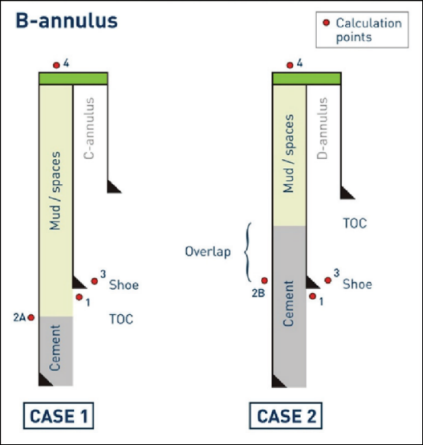 B-annulus
Calculation
points
4
4
Mud / spaces
C-annulus
Mud / spaces
D-annulus
TOC
Overlap
3
Shoe
1
2A
TOC
Cement
3
Shoe
2B
1
Cement
CASE 1
CASE 2